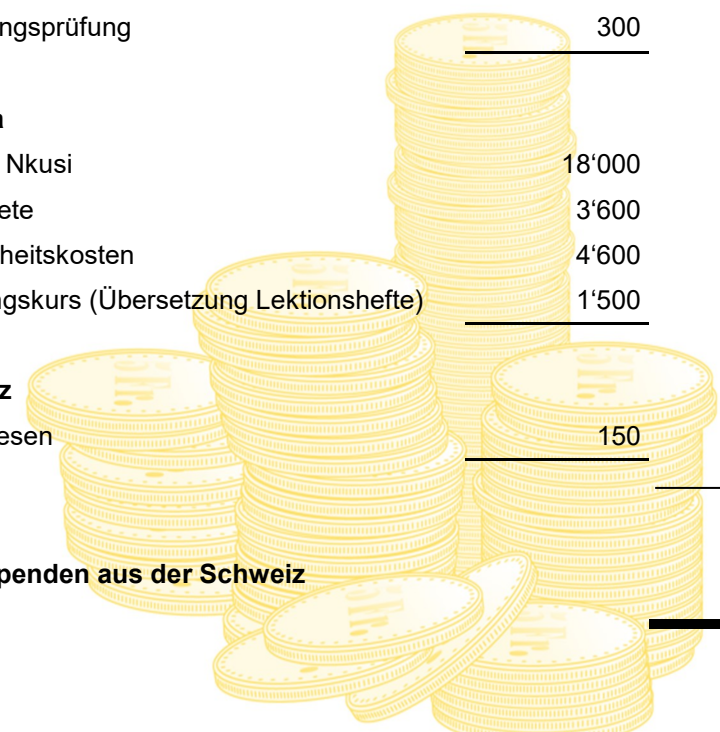 ngsprüfung 300
Nkusi 18‘000
ete 3‘600
heitskosten 4‘600
ngskurs (Übersetzung Lektionshefte) 1‘500
z
esen 150
penden aus der Schweiz